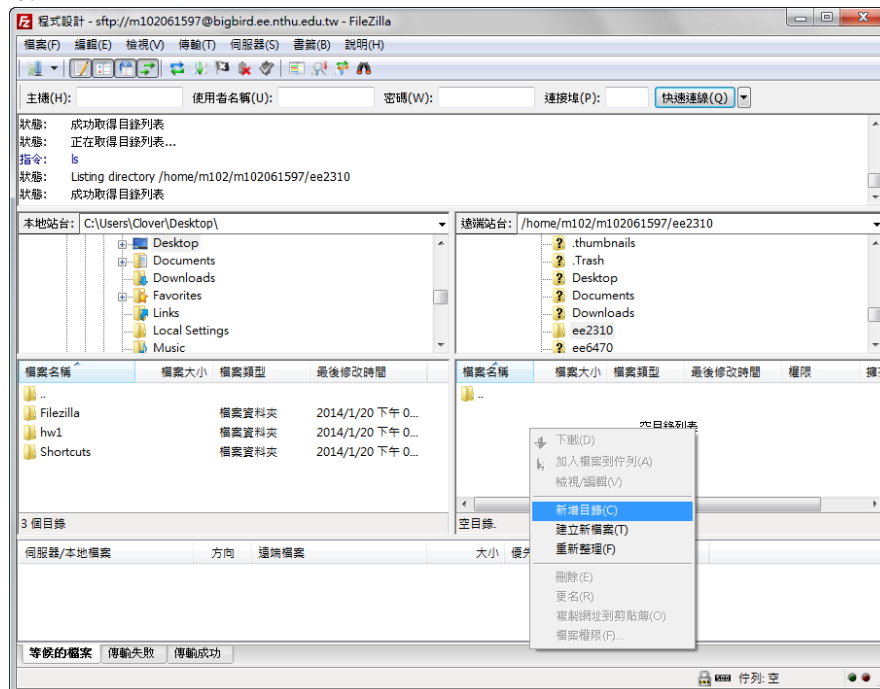 程式設計 - sftp://m102061597@bigbird.ee.nthu.edu.tw - FileZilla
檔案(F) 編輯(E) 檢視(V) 傳輸(T) 伺服器(S) 書籤(B) 說明(H)
主機(H): 使用者名稱(U): 密碼(W): 連接埠(P): 快速連線(Q)
狀態: 成功取得目錄列表
狀態: 正在取得目錄列表...
指令: ls
狀態: Listing directory /home/m102/m102061597/ee2310
狀態: 成功取得目錄列表
本地站台: C:\Users\Clover\Desktop\
Desktop
Documents
Downloads
Favorites
Links
Local Settings
Music
遠端站台: /home/m102/m102061597/ee2310
.thumbnails
.Trash
Desktop
Documents
Downloads
ee2310
ee6470
檔案名稱 檔案大小 檔案類型 最後修改時間
..
Filezilla 檔案資料夾 2014/1/20 下午 0...
hw1 檔案資料夾 2014/1/20 下午 0...
Shortcuts 檔案資料夾 2014/1/20 下午 0...
3 個目錄
檔案名稱 檔案大小 檔案類型 最後修改時間 權限
..
空目錄列表
空目錄.
下載(D)
加入檔案到佇列(A)
檢視/編輯(V)
新增目錄(C)
建立新檔案(T)
重新整理(F)
刪除(E)
更名(R)
複製網址到剪貼簿(O)
檔案權限(F)...
伺服器/本地檔案 方向 遠端檔案 大小
等候的檔案 傳輸失敗 傳輸成功
佇列: 空